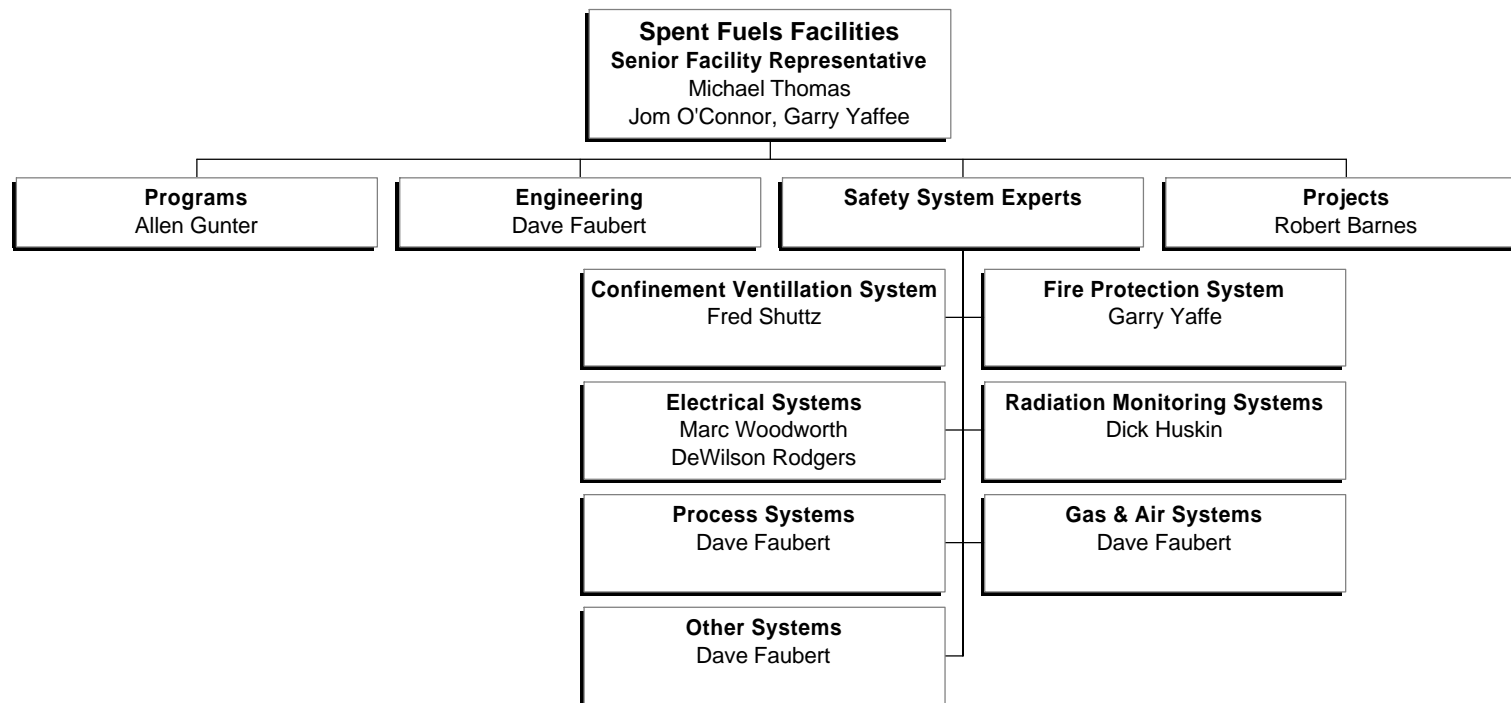 Spent Fuels Facilities
Senior Facility Representative
Michael Thomas
Jom O'Connor, Garry Yaffee
Programs
Allen Gunter
Engineering
Dave Faubert
Safety System Experts
Projects
Robert Barnes
Confinement Ventillation System
Fred Shuttz
Fire Protection System
Garry Yaffe
Electrical Systems
Marc Woodworth
DeWilson Rodgers
Radiation Monitoring Systems
Dick Huskin
Process Systems
Dave Faubert
Gas & Air Systems
Dave Faubert
Other Systems
Dave Faubert